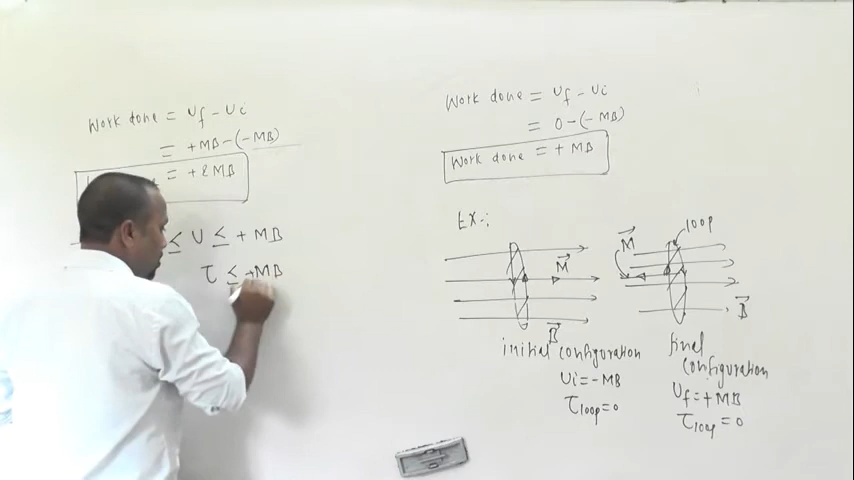 Work done = Uf - Ui
= +MB - (-MB)
= +2MB
≤ U ≤ + MB
τ ≤ +MB
Work done = Uf - Ui
= 0 - (-MB)
Work done = + MB
EX:-
loop
M⃗
B⃗
initial configuration
Ui = -MB
τloop = 0
M⃗
B⃗
final
configuration
Uf = +MB
τloop = 0